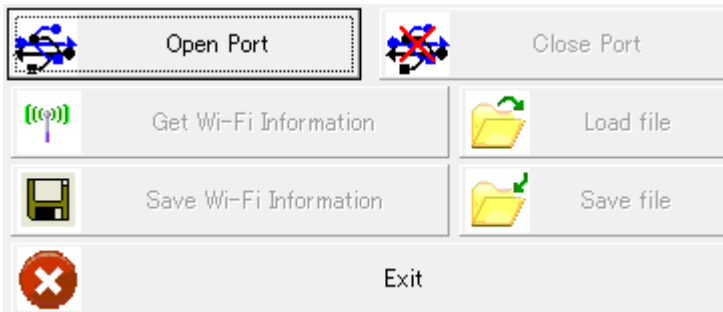 Open Port
Close Port
Get Wi-Fi Information
Load file
Save Wi-Fi Information
Save file
Exit